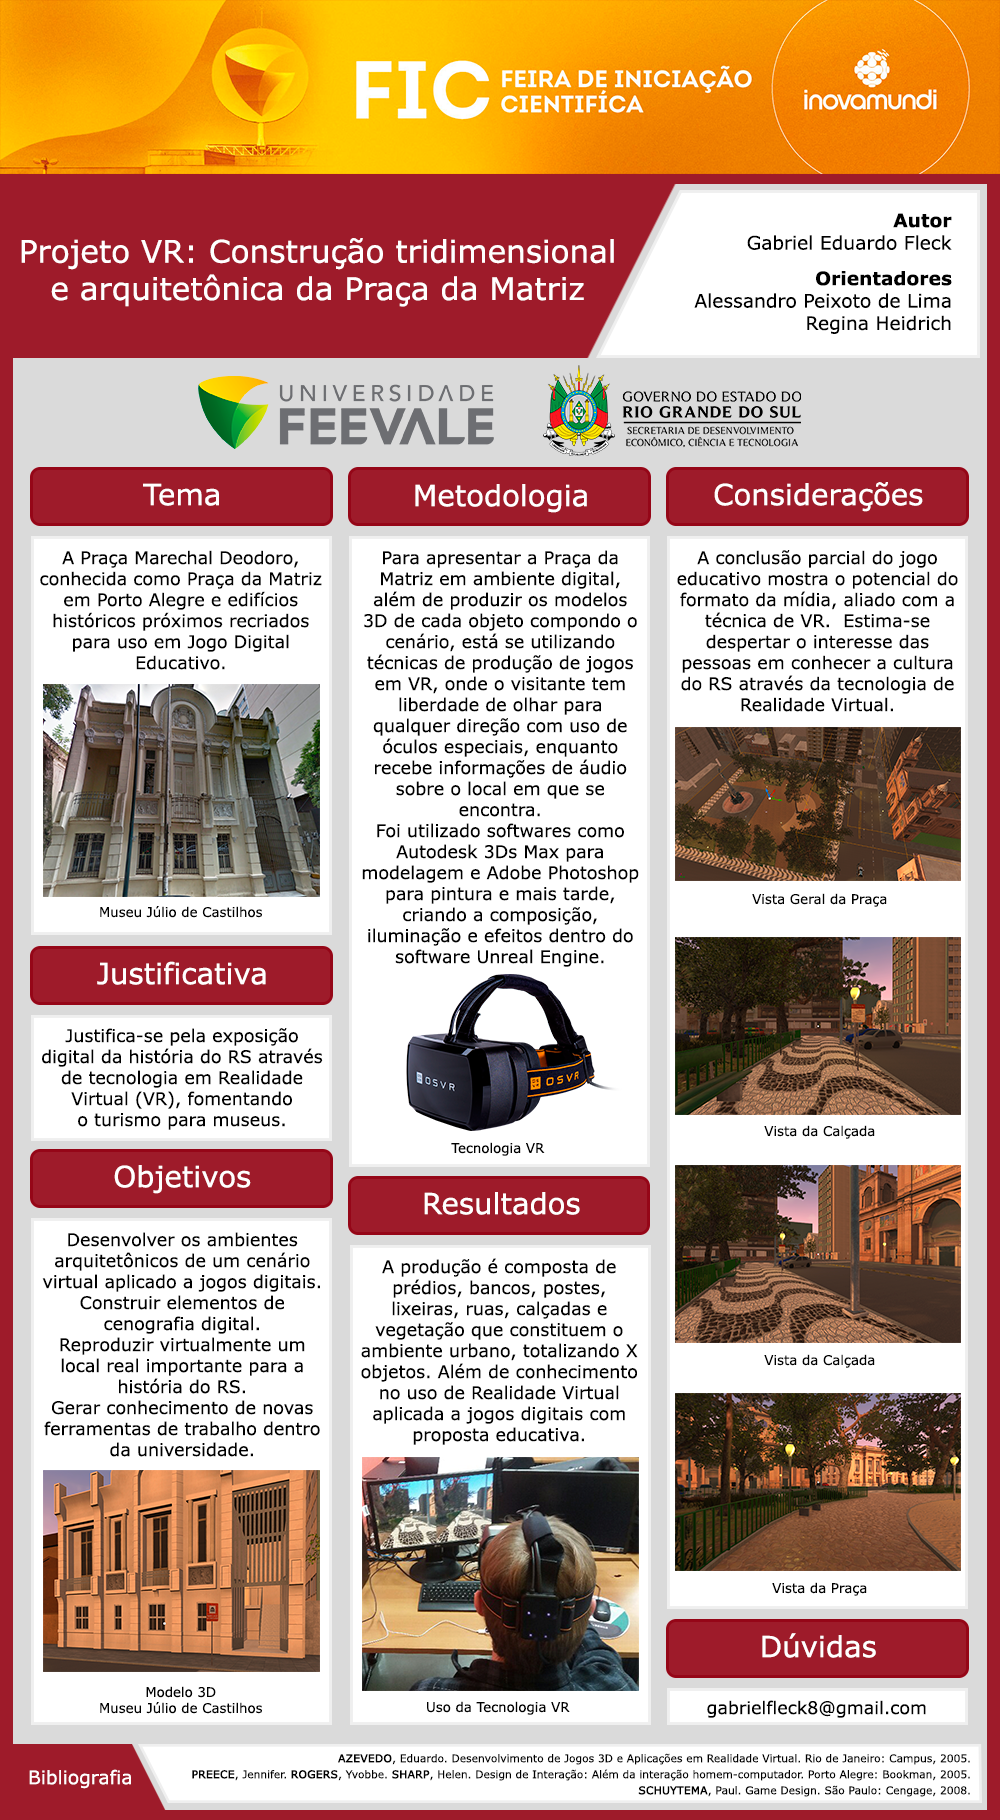 FIC
FEIRA DE INICIAÇÃO
CIENTIFÍCA
inovamundi
Projeto VR: Construção tridimensional
e arquitetônica da Praça da Matriz
Autor
Gabriel Eduardo Fleck
Orientadores
Alessandro Peixoto de Lima
Regina Heidrich
UNIVERSIDADE
FEEVALE
GOVERNO DO ESTADO DO
RIO GRANDE DO SUL
SECRETARIA DE DESENVOLVIMENTO
ECONÔMICO, CIÊNCIA E TECNOLOGIA
Tema
A Praça Marechal Deodoro,
conhecida como Praça da Matriz
em Porto Alegre e edifícios
históricos próximos recriados
para uso em Jogo Digital
Educativo.
Museu Júlio de Castilhos
Justificativa
Justifica-se pela exposição
digital da história do RS através
de tecnologia em Realidade
Virtual (VR), fomentando
o turismo para museus.
Objetivos
Desenvolver os ambientes
arquitetônicos de um cenário
virtual aplicado a jogos digitais.
Construir elementos de
cenografia digital.
Reproduzir virtualmente um
local real importante para a
história do RS.
Gerar conhecimento de novas
ferramentas de trabalho dentro
da universidade.
Modelo 3D
Museu Júlio de Castilhos
Metodologia
Para apresentar a Praça da
Matriz em ambiente digital,
além de produzir os modelos
3D de cada objeto compondo o
cenário, está se utilizando
técnicas de produção de jogos
em VR, onde o visitante tem
liberdade de olhar para
qualquer direção com uso de
óculos especiais, enquanto
recebe informações de áudio
sobre o local em que se
encontra.
Foi utilizado softwares como
Autodesk 3Ds Max para
modelagem e Adobe Photoshop
para pintura e mais tarde,
criando a composição,
iluminação e efeitos dentro do
software Unreal Engine.
OSVR
OSVR
Tecnologia VR
Resultados
A produção é composta de
prédios, bancos, postes,
lixeiras, ruas, calçadas e
vegetação que constituem o
ambiente urbano, totalizando X
objetos. Além de conhecimento
no uso de Realidade Virtual
aplicada a jogos digitais com
proposta educativa.
Uso da Tecnologia VR
Considerações
A conclusão parcial do jogo
educativo mostra o potencial do
formato da mídia, aliado com a
técnica de VR.  Estima-se
despertar o interesse das
pessoas em conhecer a cultura
do RS através da tecnologia de
Realidade Virtual.
Vista Geral da Praça
Vista da Calçada
Vista da Calçada
Vista da Praça
Dúvidas
gabrielfleck8@gmail.com
Bibliografia
AZEVEDO, Eduardo. Desenvolvimento de Jogos 3D e Aplicações em Realidade Virtual. Rio de Janeiro: Campus, 2005.
PREECE, Jennifer. ROGERS, Yvobbe. SHARP, Helen. Design de Interação: Além da interação homem-computador. Porto Alegre: Bookman, 2005.
SCHUYTEMA, Paul. Game Design. São Paulo: Cengage, 2008.